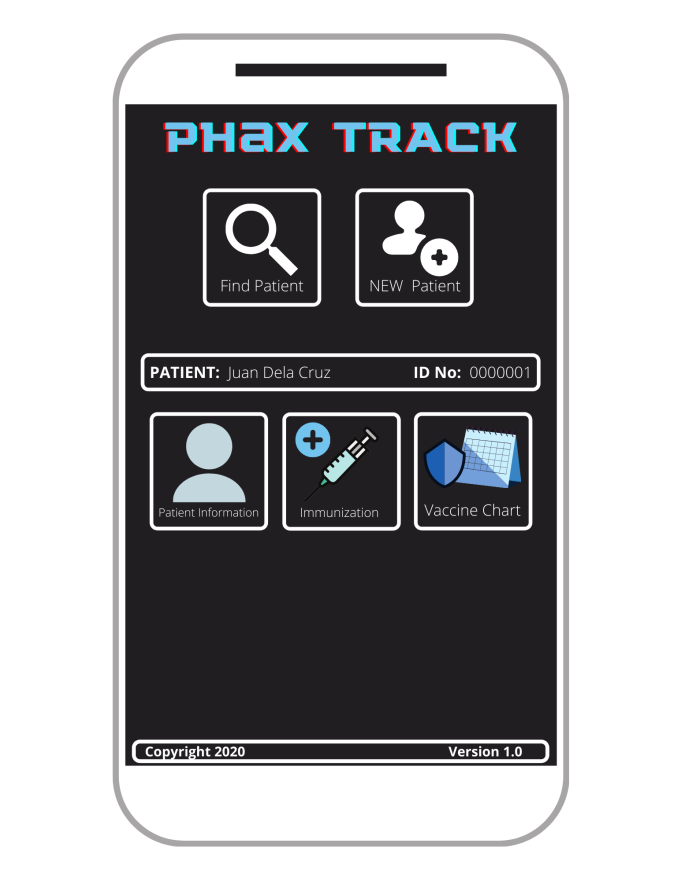 PHaX TRACK
Find Patient
NEW Patient
PATIENT: Juan Dela Cruz ID No: 0000001
Patient Information
Immunization
Vaccine Chart
Copyright 2020 Version 1.0